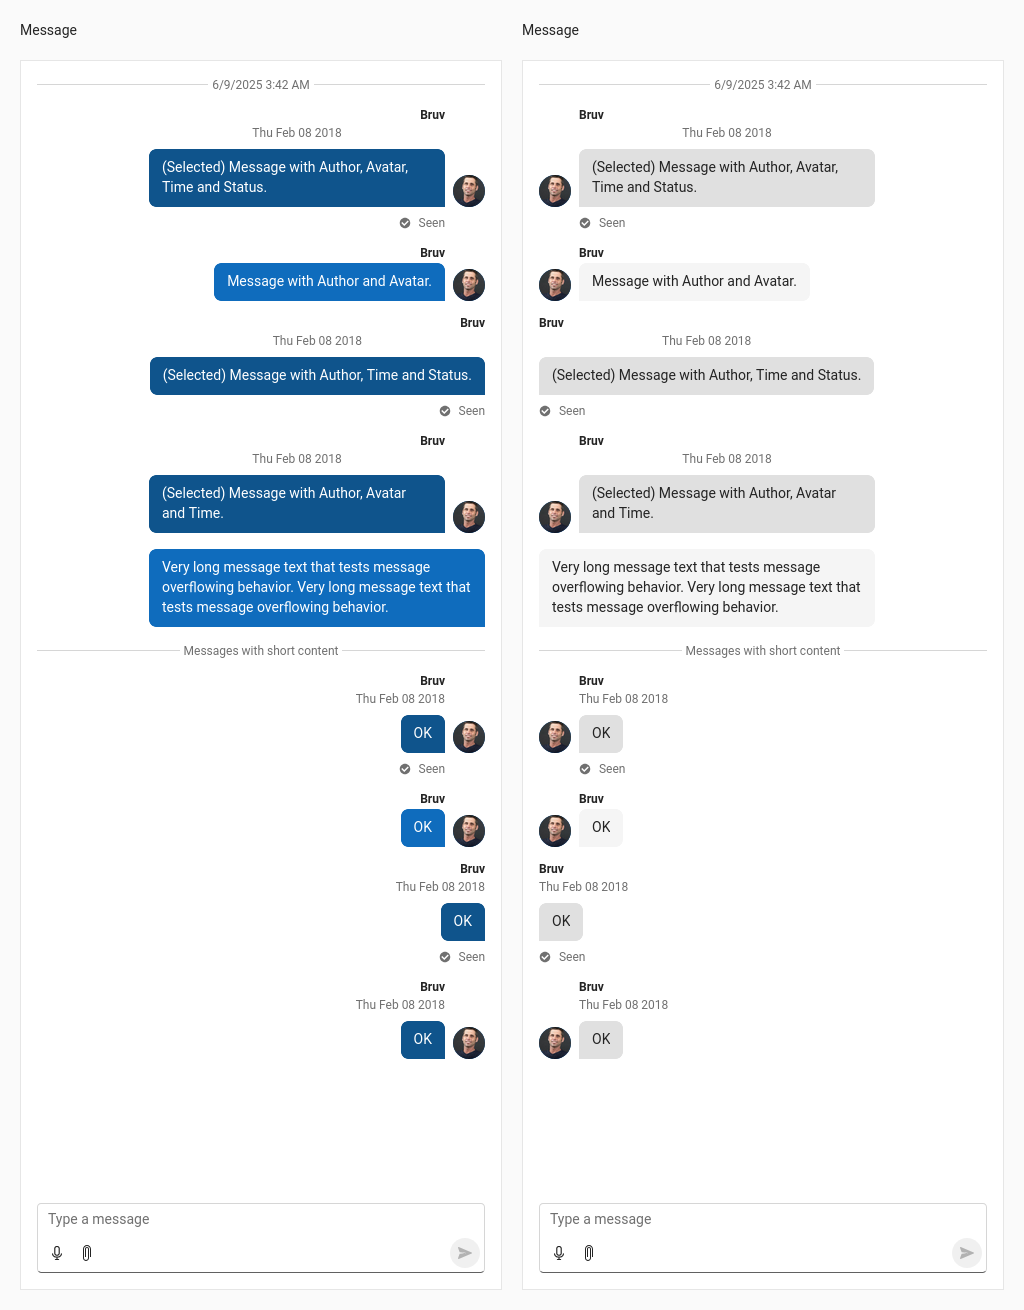 Message
6/9/2025 3:42 AM
Bruv
Thu Feb 08 2018
(Selected) Message with Author, Avatar,
Time and Status.
Seen
Bruv
Message with Author and Avatar.
Bruv
Thu Feb 08 2018
(Selected) Message with Author, Time and Status.
Seen
Bruv
Thu Feb 08 2018
(Selected) Message with Author, Avatar
and Time.
Very long message text that tests message
overflowing behavior. Very long message text that
tests message overflowing behavior.
Messages with short content
Bruv
Thu Feb 08 2018
OK
Seen
Bruv
OK
Bruv
Thu Feb 08 2018
OK
Seen
Bruv
Thu Feb 08 2018
OK
Type a message
Message
6/9/2025 3:42 AM
Bruv
Thu Feb 08 2018
(Selected) Message with Author, Avatar,
Time and Status.
Seen
Bruv
Message with Author and Avatar.
Bruv
Thu Feb 08 2018
(Selected) Message with Author, Time and Status.
Seen
Bruv
Thu Feb 08 2018
(Selected) Message with Author, Avatar
and Time.
Very long message text that tests message
overflowing behavior. Very long message text that
tests message overflowing behavior.
Messages with short content
Bruv
Thu Feb 08 2018
OK
Seen
Bruv
OK
Bruv
Thu Feb 08 2018
OK
Seen
Bruv
Thu Feb 08 2018
OK
Type a message